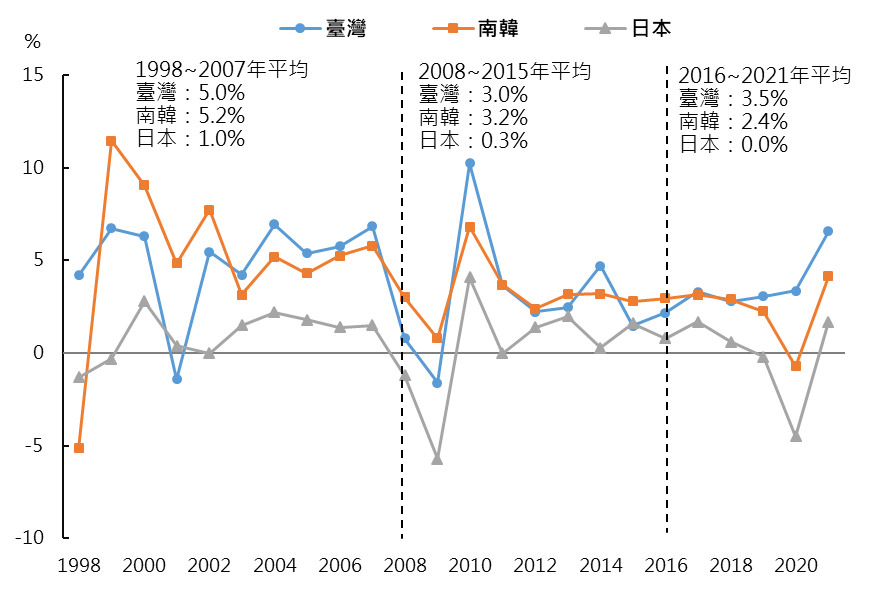 臺灣 南韓 日本
%
1998~2007年平均
臺灣：5.0%
南韓：5.2%
日本：1.0%
2008~2015年平均
臺灣：3.0%
南韓：3.2%
日本：0.3%
2016~2021年平均
臺灣：3.5%
南韓：2.4%
日本：0.0%
15
10
5
0
-5
-10
1998 2000 2002 2004 2006 2008 2010 2012 2014 2016 2018 2020